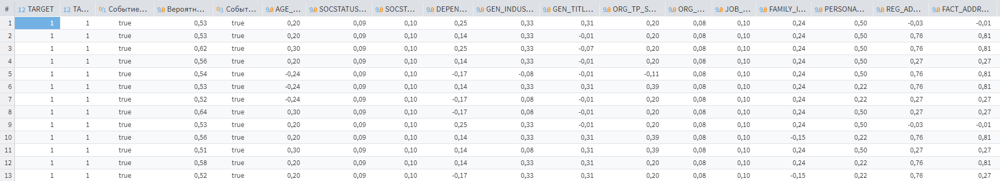 # 12 TARGET 12 TA... 0/1 Событие... 9.0 Вероятн... 0/1 Событ... 9.0 AGE_... 9.0 SOCSTATUS... 9.0 SOCST... 9.0 DEPEN... 9.0 GEN_INDUS... 9.0 GEN_TITL... 9.0 ORG_TP_S... 9.0 ORG_... 9.0 JOB_... 9.0 FAMILY_I... 9.0 PERSONA... 9.0 REG_AD... 9.0 FACT_ADDR...
1 1 1 true 0,53 true 0,20 0,09 0,10 0,25 0,33 0,31 0,20 0,08 0,10 0,24 0,50 -0,03 -0,01
2 1 1 true 0,53 true 0,20 0,09 0,10 0,14 0,33 -0,01 0,20 0,08 0,10 0,24 0,50 0,76 0,81
3 1 1 true 0,62 true 0,30 0,09 0,10 0,25 0,33 -0,07 0,20 0,08 0,10 0,24 0,50 0,76 0,81
4 1 1 true 0,56 true 0,20 0,09 0,10 0,14 0,33 -0,01 0,20 0,08 0,10 0,24 0,50 0,27 0,27
5 1 1 true 0,54 true -0,24 0,09 0,10 -0,17 -0,08 -0,01 -0,11 0,08 0,10 0,24 0,50 0,76 0,81
6 1 1 true 0,53 true -0,24 0,09 0,10 0,14 0,33 0,31 0,39 0,08 0,10 0,24 0,22 0,76 0,81
7 1 1 true 0,52 true -0,24 0,09 0,10 -0,17 0,08 -0,01 0,20 0,08 0,10 0,24 0,22 0,27 0,27
8 1 1 true 0,64 true 0,30 0,09 0,10 -0,17 0,08 -0,01 0,20 0,08 0,10 0,24 0,50 0,27 0,27
9 1 1 true 0,53 true 0,20 0,09 0,10 0,25 0,33 -0,01 0,20 0,08 0,10 0,24 0,50 -0,03 -0,01
10 1 1 true 0,56 true 0,20 0,09 0,10 0,14 0,33 0,31 0,39 0,08 0,10 -0,15 0,22 0,76 0,81
11 1 1 true 0,51 true 0,30 0,09 0,10 0,14 0,08 0,31 0,39 0,08 0,10 0,24 0,50 0,27 0,27
12 1 1 true 0,58 true 0,20 0,09 0,10 0,14 0,33 0,31 0,20 0,08 0,10 0,24 0,22 0,76 0,81
13 1 1 true 0,52 true 0,20 0,09 0,10 -0,17 0,33 0,31 0,20 0,08 0,10 -0,15 0,22 0,76 0,27